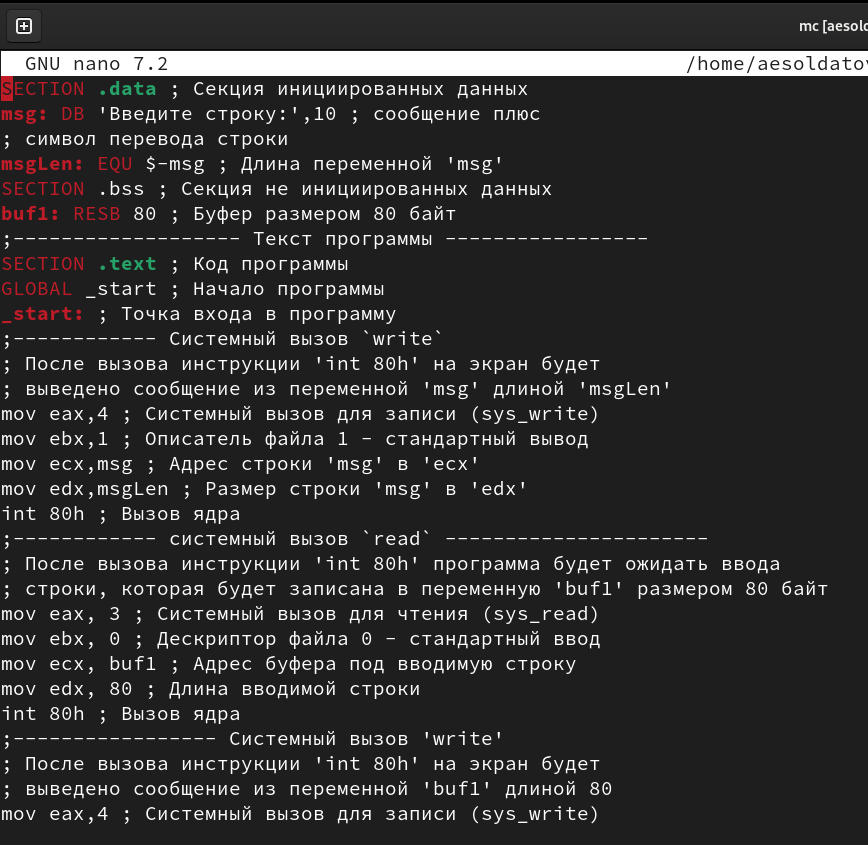 mc [aesold
GNU nano 7.2 /home/aesoldatov
SECTION .data ; Секция инициированных данных
msg: DB 'Введите строку:',10 ; сообщение плюс
; символ перевода строки
msgLen: EQU $-msg ; Длина переменной 'msg'
SECTION .bss ; Секция не инициированных данных
buf1: RESB 80 ; Буфер размером 80 байт
;------------------- Текст программы -----------------
SECTION .text ; Код программы
GLOBAL _start ; Начало программы
_start: ; Точка входа в программу
;------------ Системный вызов `write`
; После вызова инструкции 'int 80h' на экран будет
; выведено сообщение из переменной 'msg' длиной 'msgLen'
mov eax,4 ; Системный вызов для записи (sys_write)
mov ebx,1 ; Описатель файла 1 - стандартный вывод
mov ecx,msg ; Адрес строки 'msg' в 'ecx'
mov edx,msgLen ; Размер строки 'msg' в 'edx'
int 80h ; Вызов ядра
;------------ системный вызов `read` ----------------------
; После вызова инструкции 'int 80h' программа будет ожидать ввода
; строки, которая будет записана в переменную 'buf1' размером 80 байт
mov eax, 3 ; Системный вызов для чтения (sys_read)
mov ebx, 0 ; Дескриптор файла 0 - стандартный ввод
mov ecx, buf1 ; Адрес буфера под вводимую строку
mov edx, 80 ; Длина вводимой строки
int 80h ; Вызов ядра
;----------------- Системный вызов 'write'
; После вызова инструкции 'int 80h' на экран будет
; выведено сообщение из переменной 'buf1' длиной 80
mov eax,4 ; Системный вызов для записи (sys_write)